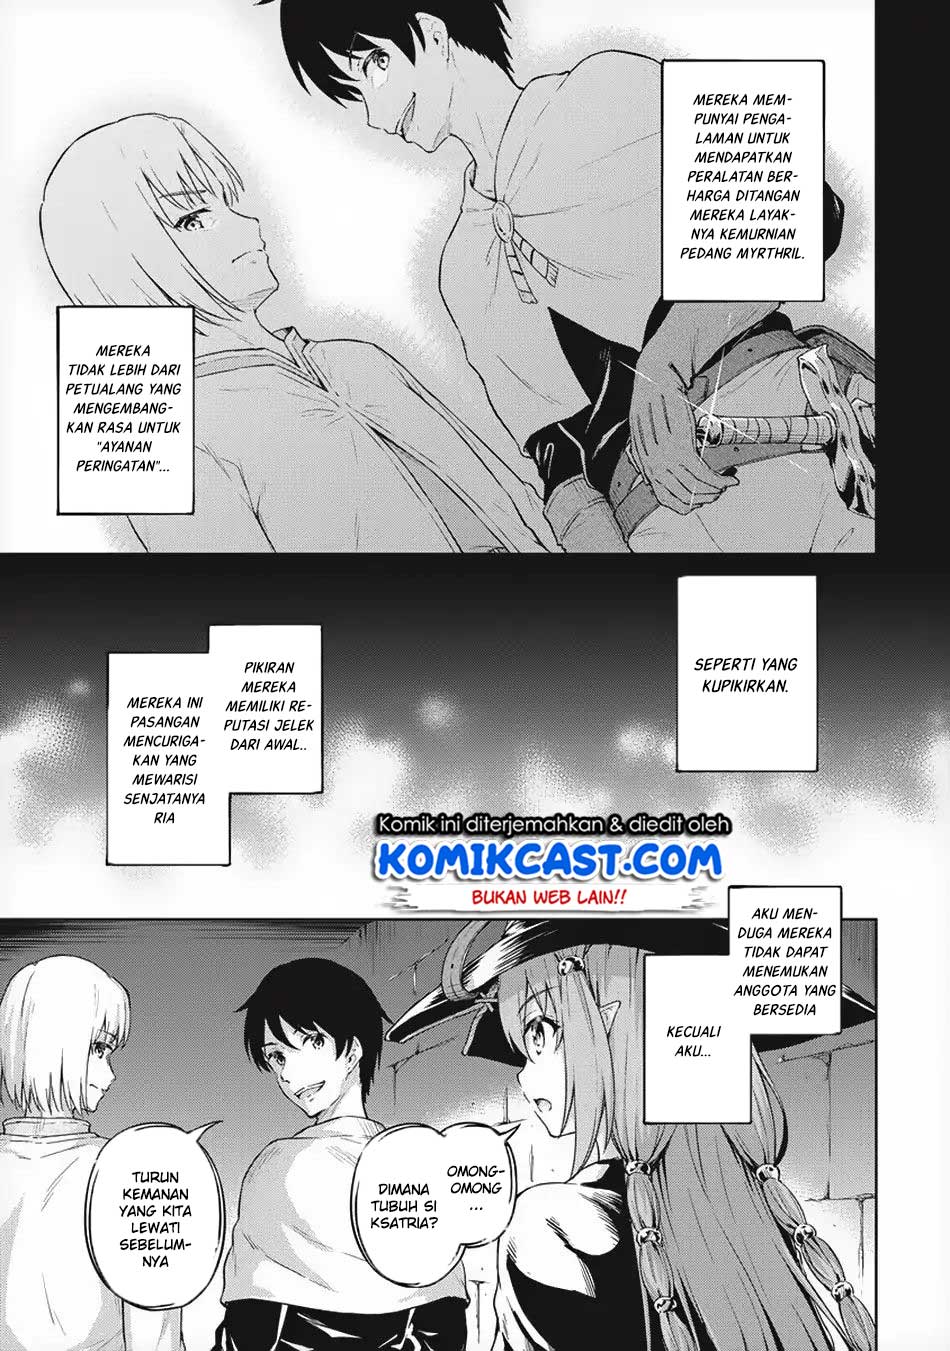 MEREKA MEM-
PUNYAI PENGA-
LAMAN UNTUK
MENDAPATKAN
PERALATAN BER-
HARGA DITANGAN
MEREKA LAYAK-
NYA KEMURNIAN
PEDANG MYRTHRIL.
MEREKA
TIDAK LEBIH DARI
PETUALANG YANG
MENGEMBANG-
KAN RASA UNTUK
"AYANAN
PERINGATAN"...
SEPERTI YANG
KUPIKIRKAN.
PIKIRAN
MEREKA
MEMILIKI RE-
PUTASI JELEK
DARI AWAL..
MEREKA INI
PASANGAN
MENCURIGA-
KAN YANG
MEWARISI
SENJATANYA
RIA
Komik ini diterjemahkan & diedit oleh
KOMIKCAST.COM
BUKAN WEB LAIN!!
AKU MEN-
DUGA MEREKA
TIDAK DAPAT
MENEMUKAN
ANGGOTA YANG
BERSEDIA
KECUALI
AKU...
OMONG-
OMONG
...
DIMANA
TUBUH SI
KSATRIA?
TURUN
KEMANAN
YANG KITA
LEWATI
SEBELUM-
NYA